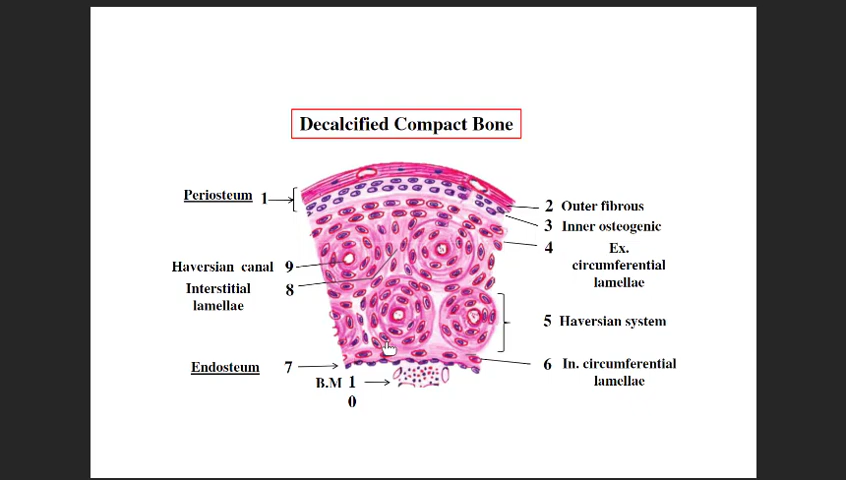 Decalcified Compact Bone
Periosteum 1
2 Outer fibrous
3 Inner osteogenic
4 Ex.
circumferential
lamellae
Haversian canal 9
Interstitial 8
lamellae
5 Haversian system
Endosteum 7
6 In. circumferential
lamellae
B.M 1
0